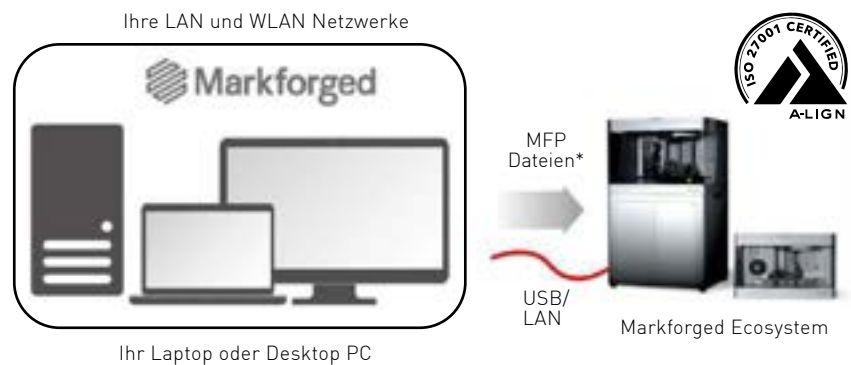 Ihre LAN und WLAN Netzwerke
Markforged
Ihr Laptop oder Desktop PC
MFP
Dateien*
USB/
LAN
Markforged Ecosystem
ISO 27001 CERTIFIED
A-LIGN